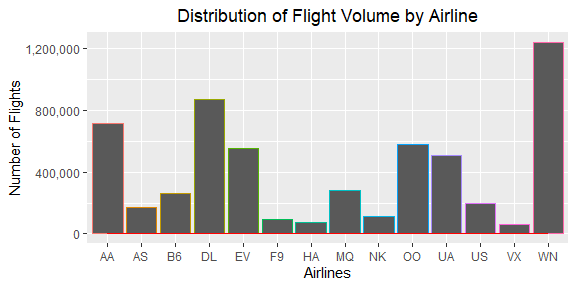 Distribution of Flight Volume by Airline
Number of Flights
1,200,000
800,000
400,000
0
AA AS B6 DL EV F9 HA MQ NK OO UA US VX WN
Airlines